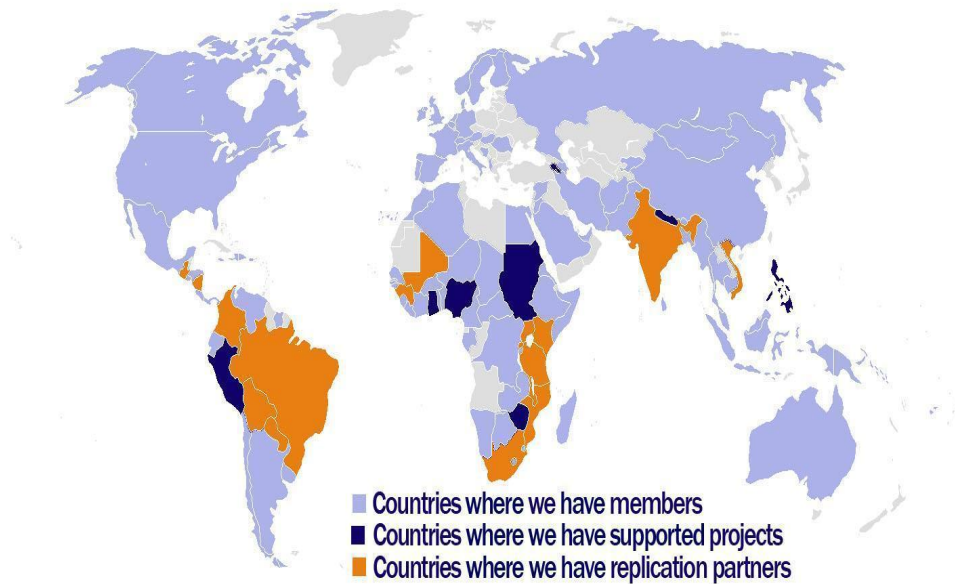 Countries where we have members
Countries where we have supported projects
Countries where we have replication partners